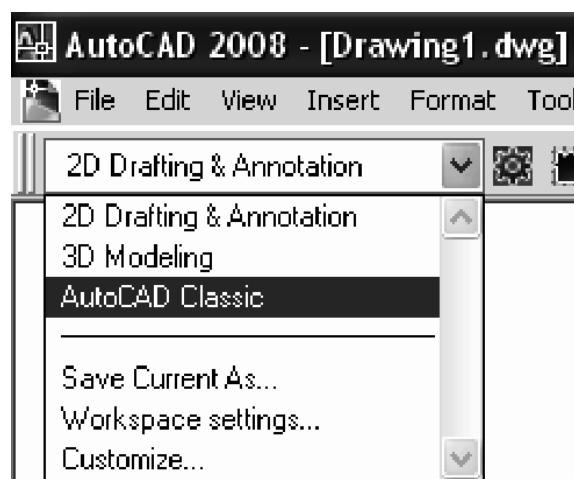 AutoCAD 2008 - [Drawing1.dwg]
File Edit View Insert Format Tool
2D Drafting & Annotation
2D Drafting & Annotation
3D Modeling
AutoCAD Classic
Save Current As...
Workspace settings...
Customize...